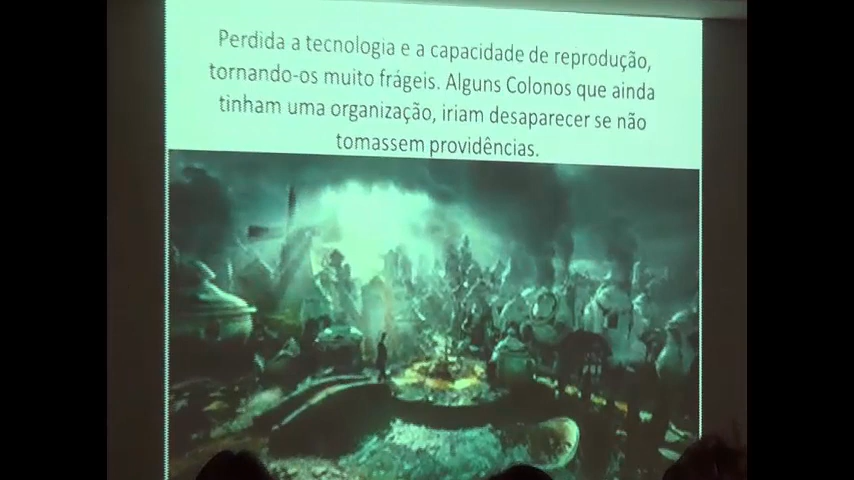 Perdida a tecnologia e a capacidade de reprodução,
tornando-os muito frágeis. Alguns Colonos que ainda
tinham uma organização, iriam desaparecer se não
tomassem providências.